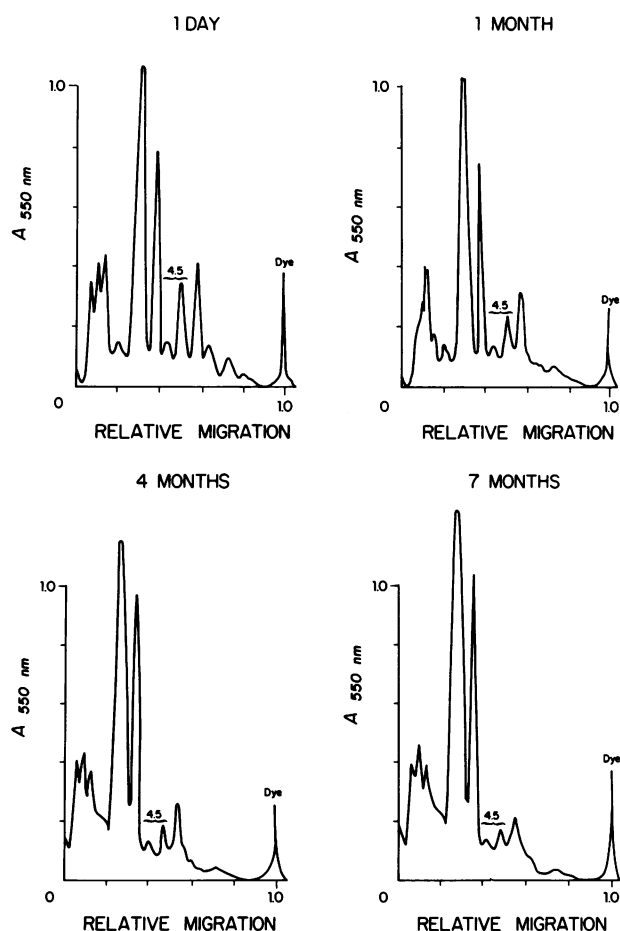 1 DAY
1.0
A 550 nm
4.5
Dye
0
1.0
RELATIVE MIGRATION
1 MONTH
1.0
A 550 nm
4.5
Dye
0
1.0
RELATIVE MIGRATION
4 MONTHS
1.0
A 550 nm
4.5
Dye
0
1.0
RELATIVE MIGRATION
7 MONTHS
1.0
A 550 nm
4.5
Dye
0
1.0
RELATIVE MIGRATION